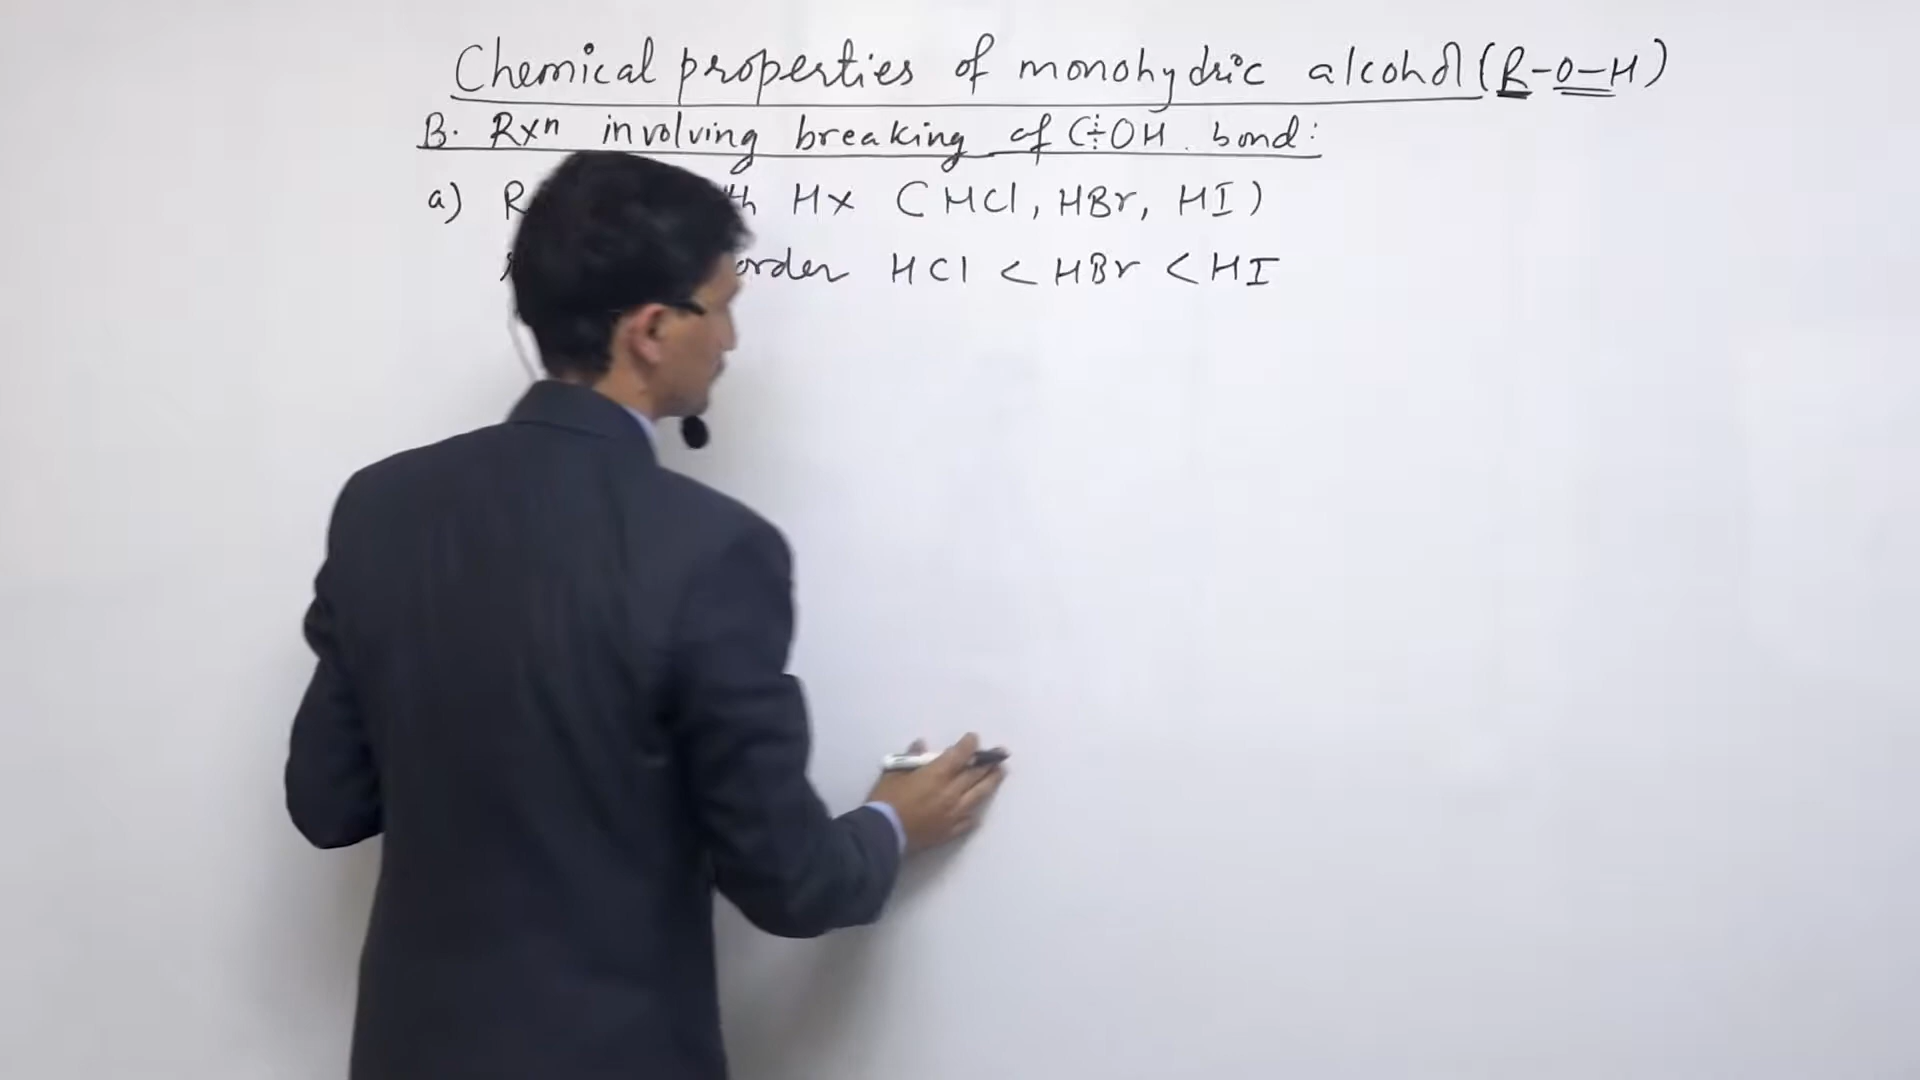 Chemical properties of monohydric alcohol (R-O-H)
B. Rxn involving breaking of C÷OH bond:
a) HX (HCl, HBr, HI)
order HCl < HBr < HI